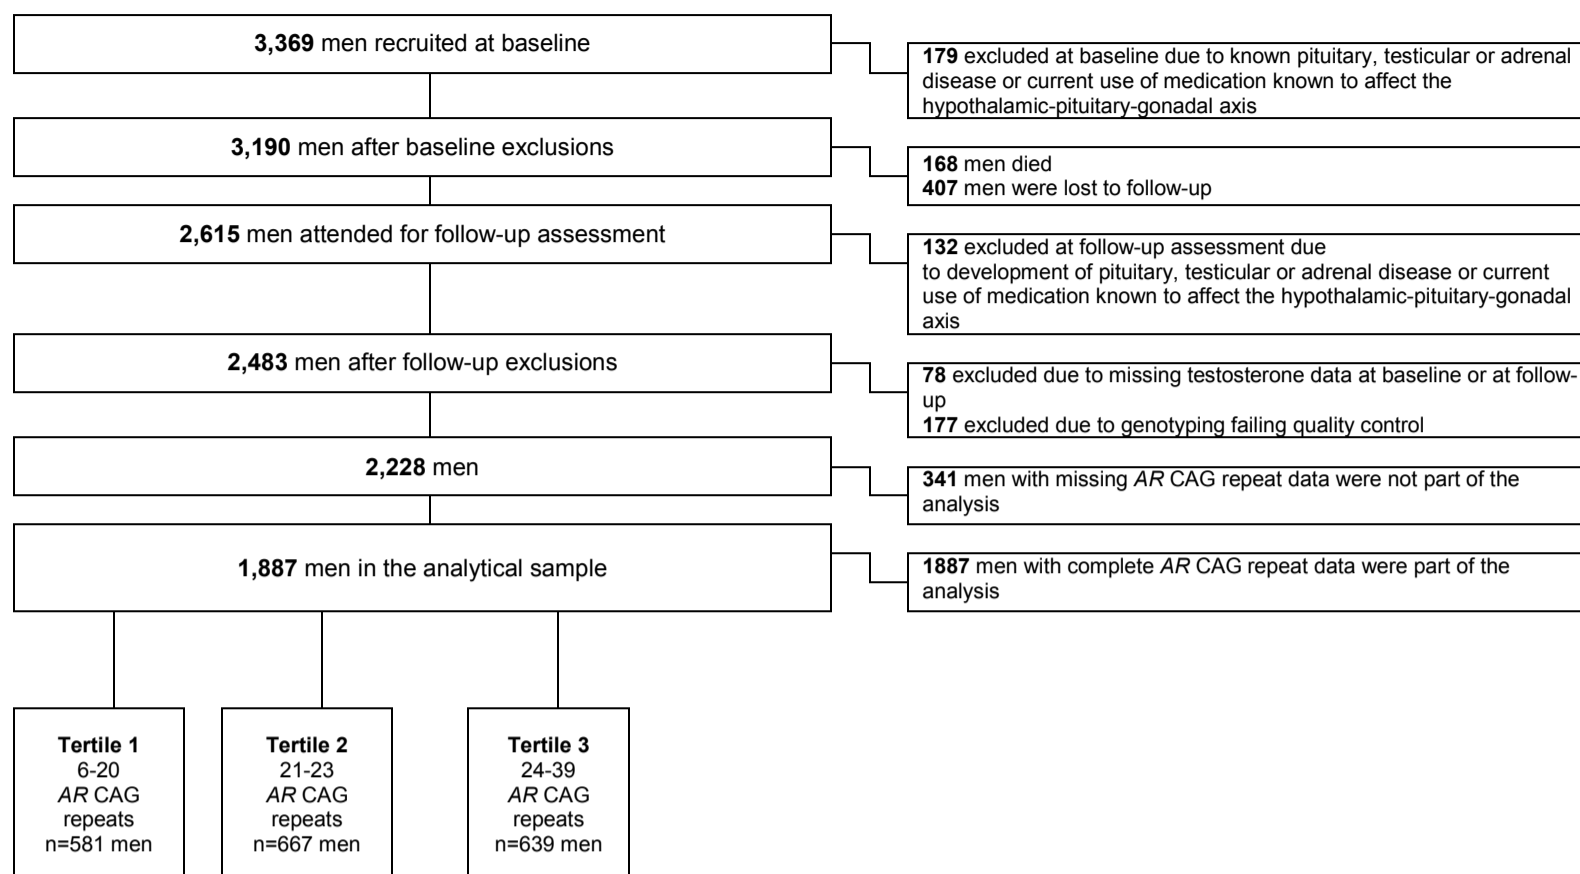 3,369 men recruited at baseline
179 excluded at baseline due to known pituitary, testicular or adrenal
disease or current use of medication known to affect the
hypothalamic-pituitary-gonadal axis
3,190 men after baseline exclusions
168 men died
407 men were lost to follow-up
2,615 men attended for follow-up assessment
132 excluded at follow-up assessment due
to development of pituitary, testicular or adrenal disease or current
use of medication known to affect the hypothalamic-pituitary-gonadal
axis
2,483 men after follow-up exclusions
78 excluded due to missing testosterone data at baseline or at follow-
up
177 excluded due to genotyping failing quality control
2,228 men
341 men with missing AR CAG repeat data were not part of the
analysis
1,887 men in the analytical sample
1887 men with complete AR CAG repeat data were part of the
analysis
Tertile 1
6-20
AR CAG
repeats
n=581 men
Tertile 2
21-23
AR CAG
repeats
n=667 men
Tertile 3
24-39
AR CAG
repeats
n=639 men